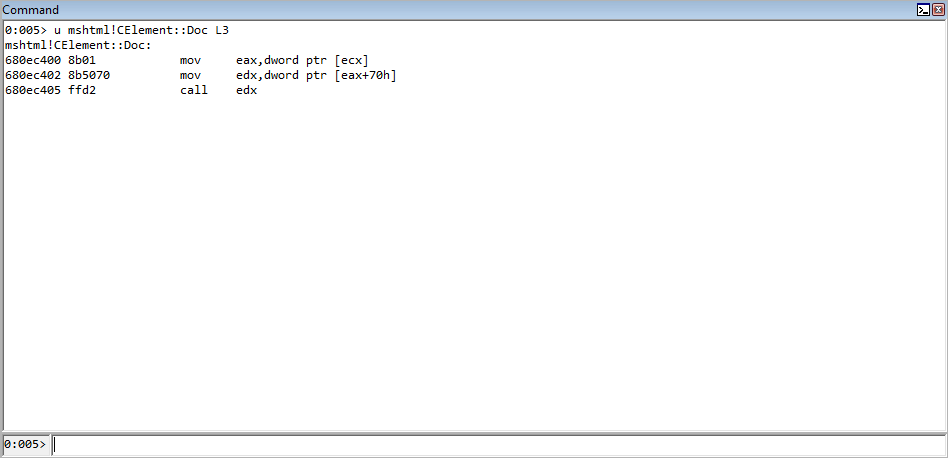 Command
0:005> u mshtml!CElement::Doc L3
mshtml!CElement::Doc:
680ec400 8b01 mov eax,dword ptr [ecx]
680ec402 8b5070 mov edx,dword ptr [eax+70h]
680ec405 ffd2 call edx
0:005>